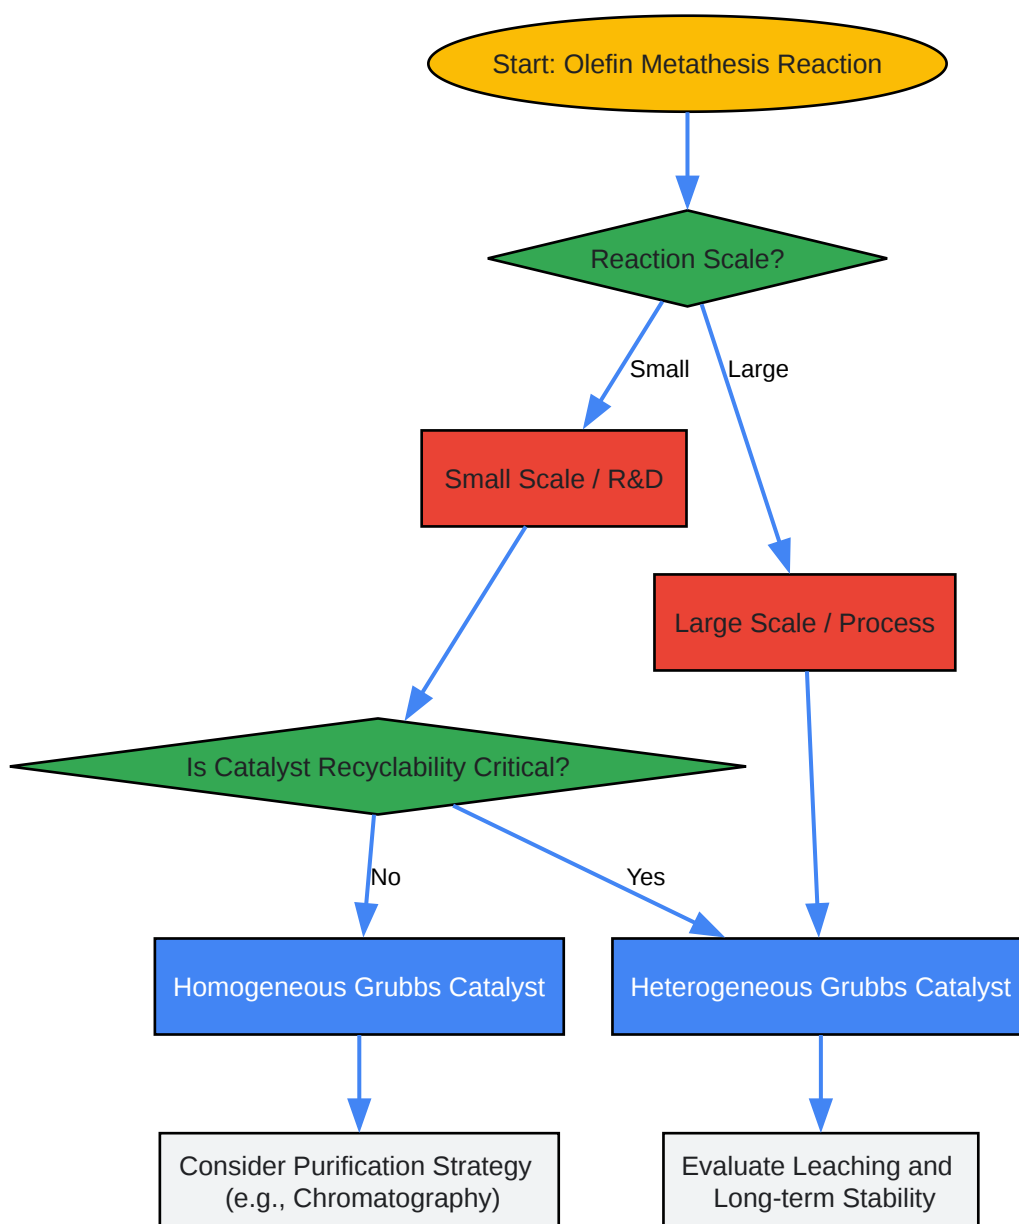 Start: Olefin Metathesis Reaction
Reaction Scale?
Small
Large
Small Scale / R&D
Large Scale / Process
Is Catalyst Recyclability Critical?
No
Yes
Homogeneous Grubbs Catalyst
Heterogeneous Grubbs Catalyst
Consider Purification Strategy
(e.g., Chromatography)
Evaluate Leaching and
Long-term Stability